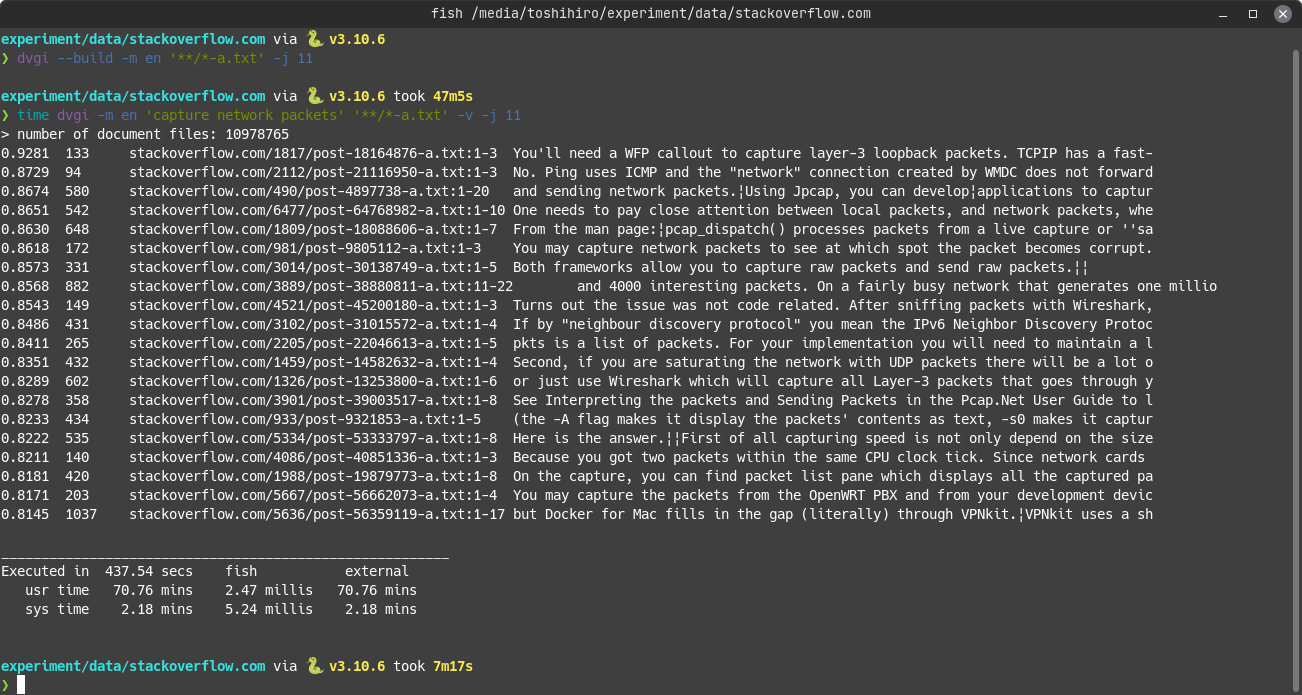 fish /media/toshihiro/experiment/data/stackoverflow.com
experiment/data/stackoverflow.com via 🐍 v3.10.6
❯ dvgi --build -m en '**/*-a.txt' -j 11
experiment/data/stackoverflow.com via 🐍 v3.10.6 took 47m5s
❯ time dvgi -m en 'capture network packets' '**/*-a.txt' -v -j 11
> number of document files: 10978765
0.9281  133     stackoverflow.com/1817/post-18164876-a.txt:1-3  You'll need a WFP callout to capture layer-3 loopback packets. TCPIP has a fast-
0.8729  94      stackoverflow.com/2112/post-21116950-a.txt:1-3  No. Ping uses ICMP and the "network" connection created by WMDC does not forward
0.8674  580     stackoverflow.com/490/post-4897738-a.txt:1-20   and sending network packets.¦Using Jpcap, you can develop¦applications to captur
0.8651  542     stackoverflow.com/6477/post-64768982-a.txt:1-10 One needs to pay close attention between local packets, and network packets, whe
0.8630  648     stackoverflow.com/1809/post-18088606-a.txt:1-7  From the man page:¦pcap_dispatch() processes packets from a live capture or ''sa
0.8618  172     stackoverflow.com/981/post-9805112-a.txt:1-3    You may capture network packets to see at which spot the packet becomes corrupt.
0.8573  331     stackoverflow.com/3014/post-30138749-a.txt:1-5  Both frameworks allow you to capture raw packets and send raw packets.¦¦
0.8568  882     stackoverflow.com/3889/post-38880811-a.txt:11-22        and 4000 interesting packets. On a fairly busy network that generates one millio
0.8543  149     stackoverflow.com/4521/post-45200180-a.txt:1-3  Turns out the issue was not code related. After sniffing packets with Wireshark,
0.8486  431     stackoverflow.com/3102/post-31015572-a.txt:1-4  If by "neighbour discovery protocol" you mean the IPv6 Neighbor Discovery Protoc
0.8411  265     stackoverflow.com/2205/post-22046613-a.txt:1-5  pkts is a list of packets. For your implementation you will need to maintain a l
0.8351  432     stackoverflow.com/1459/post-14582632-a.txt:1-4  Second, if you are saturating the network with UDP packets there will be a lot o
0.8289  602     stackoverflow.com/1326/post-13253800-a.txt:1-6  or just use Wireshark which will capture all Layer-3 packets that goes through y
0.8278  358     stackoverflow.com/3901/post-39003517-a.txt:1-8  See Interpreting the packets and Sending Packets in the Pcap.Net User Guide to l
0.8233  434     stackoverflow.com/933/post-9321853-a.txt:1-5    (the -A flag makes it display the packets' contents as text, -s0 makes it captur
0.8222  535     stackoverflow.com/5334/post-53333797-a.txt:1-8  Here is the answer.¦¦First of all capturing speed is not only depend on the size
0.8211  140     stackoverflow.com/4086/post-40851336-a.txt:1-3  Because you got two packets within the same CPU clock tick. Since network cards
0.8181  420     stackoverflow.com/1988/post-19879773-a.txt:1-8  On the capture, you can find packet list pane which displays all the captured pa
0.8171  203     stackoverflow.com/5667/post-56662073-a.txt:1-4  You may capture the packets from the OpenWRT PBX and from your development devic
0.8145  1037    stackoverflow.com/5636/post-56359119-a.txt:1-17 but Docker for Mac fills in the gap (literally) through VPNkit.¦VPNkit uses a sh
________________________________________________________
Executed in  437.54 secs    fish           external
   usr time   70.76 mins    2.47 millis   70.76 mins
   sys time    2.18 mins    5.24 millis    2.18 mins
experiment/data/stackoverflow.com via 🐍 v3.10.6 took 7m17s
❯